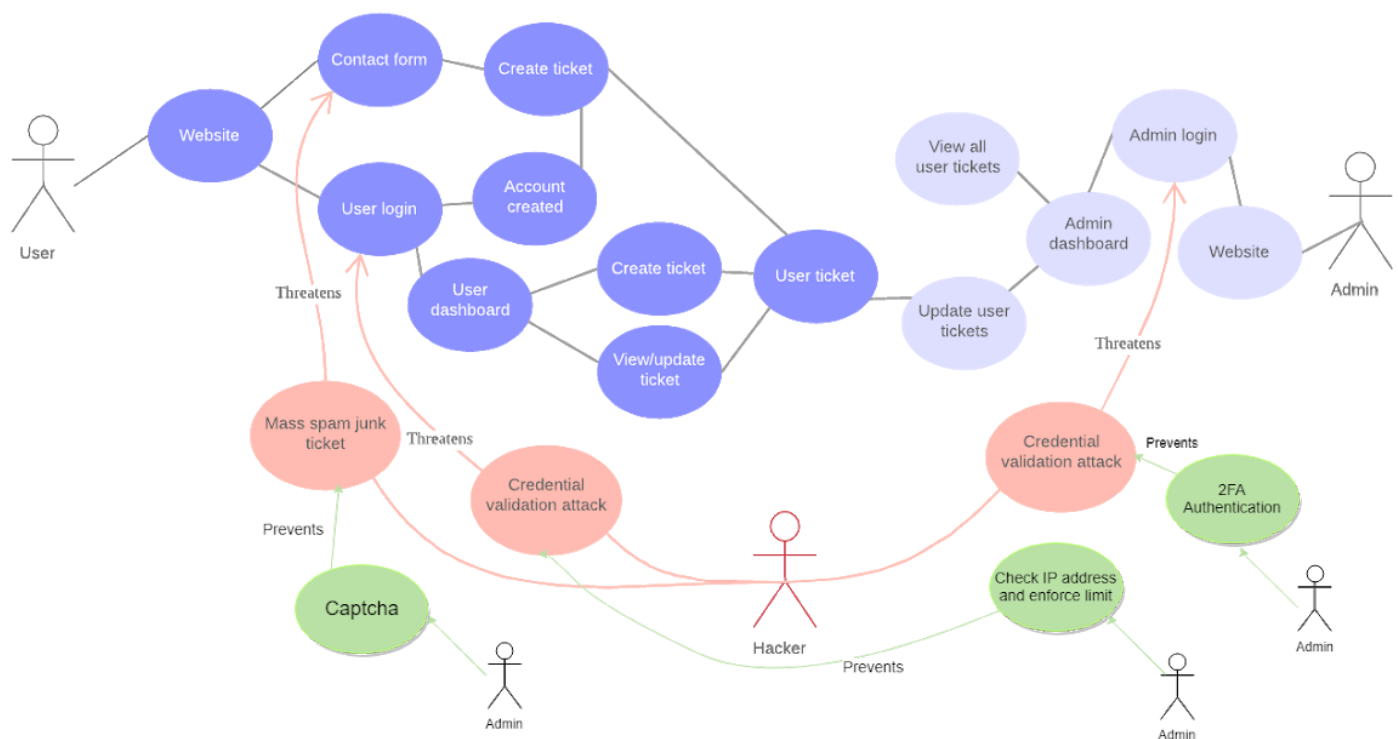 Contact form
Create ticket
Website
User
User login
Account
created
User
dashboard
Create ticket
View/update
ticket
User ticket
View all
user tickets
Admin login
Admin
dashboard
Website
Admin
Update user
tickets
Threatens
Threatens
Threatens
Mass spam junk
ticket
Credential
validation attack
Credential
validation attack
Prevents
2FA
Authentication
Prevents
Captcha
Admin
Hacker
Check IP address
and enforce limit
Prevents
Admin
Admin